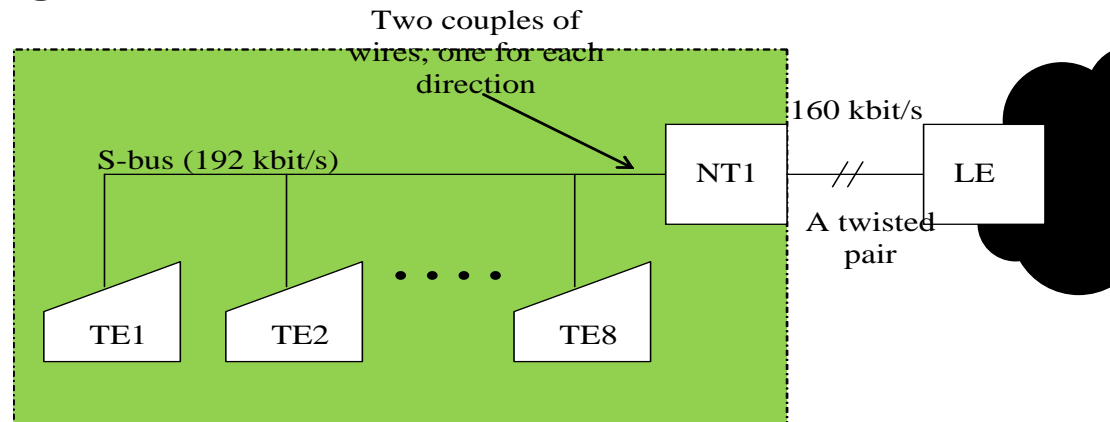 Two couples of
wires, one for each
direction
160 kbit/s
S-bus (192 kbit/s)
NT1
LE
A twisted
pair
TE1
TE2
TE8